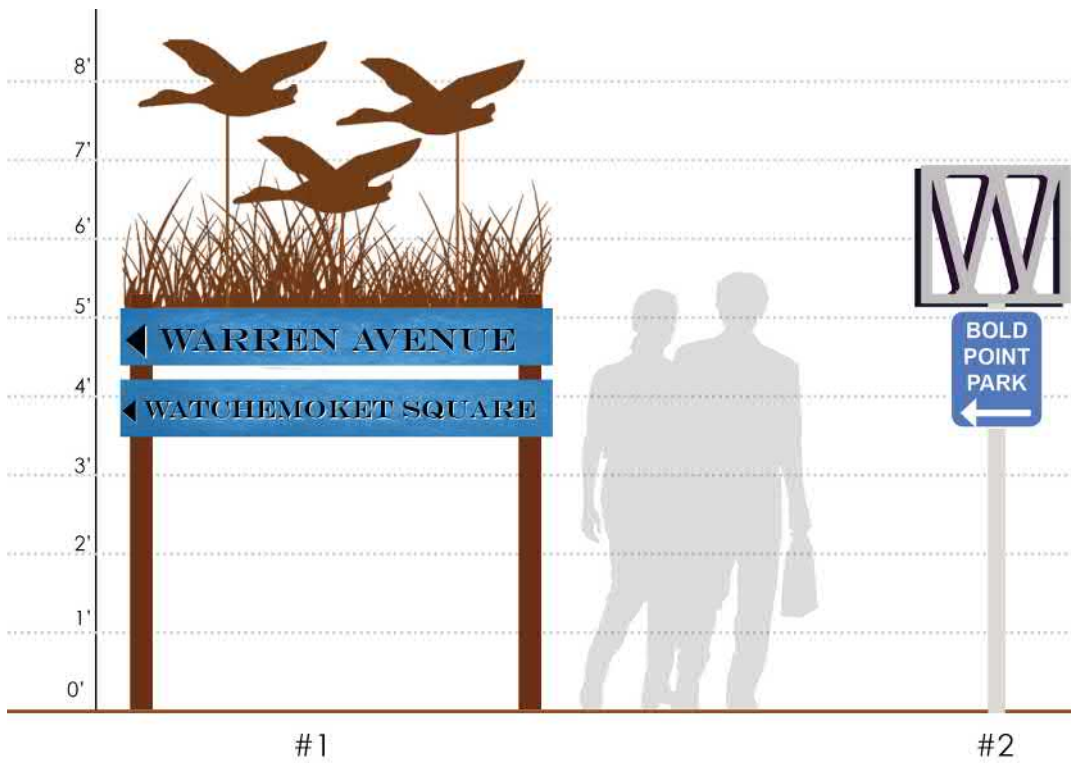 8'
7'
6'
5'
4'
3'
2'
1'
0'
WARREN AVENUE
WATCHEMOKET SQUARE
W
BOLD
POINT
PARK
#1
#2